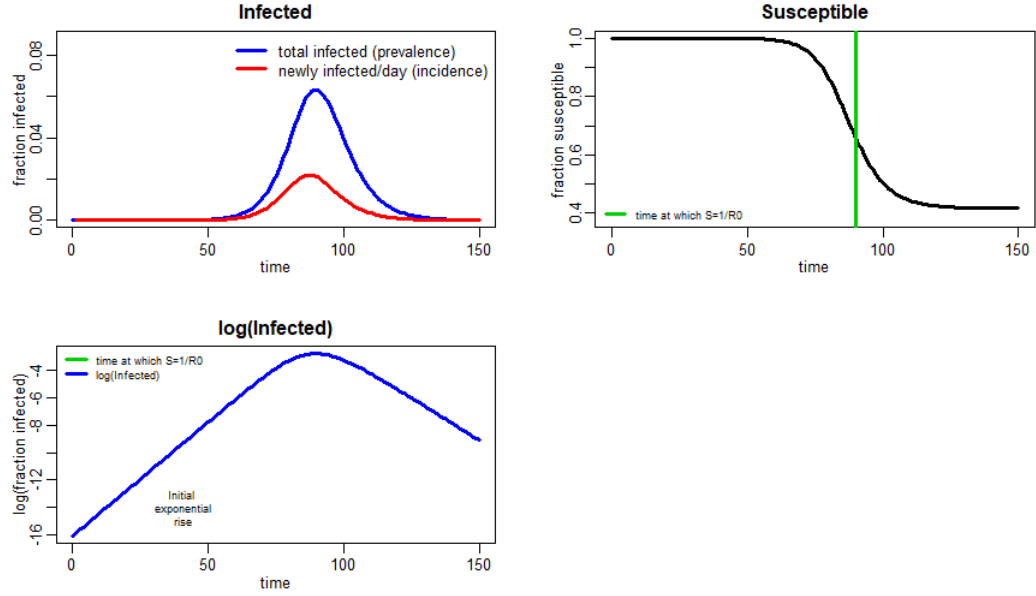 Infected
total infected (prevalence)
newly infected/day (incidence)
fraction infected
0.00
0.04
0.08
0
50
100
150
time
Susceptible
fraction susceptible
0.4
0.6
0.8
1.0
time at which S=1/R0
0
50
100
150
time
log(Infected)
time at which S=1/R0
log(Infected)
log(fraction infected)
-16
-12
-8
-6
-4
Initial
exponential
rise
0
50
100
150
time